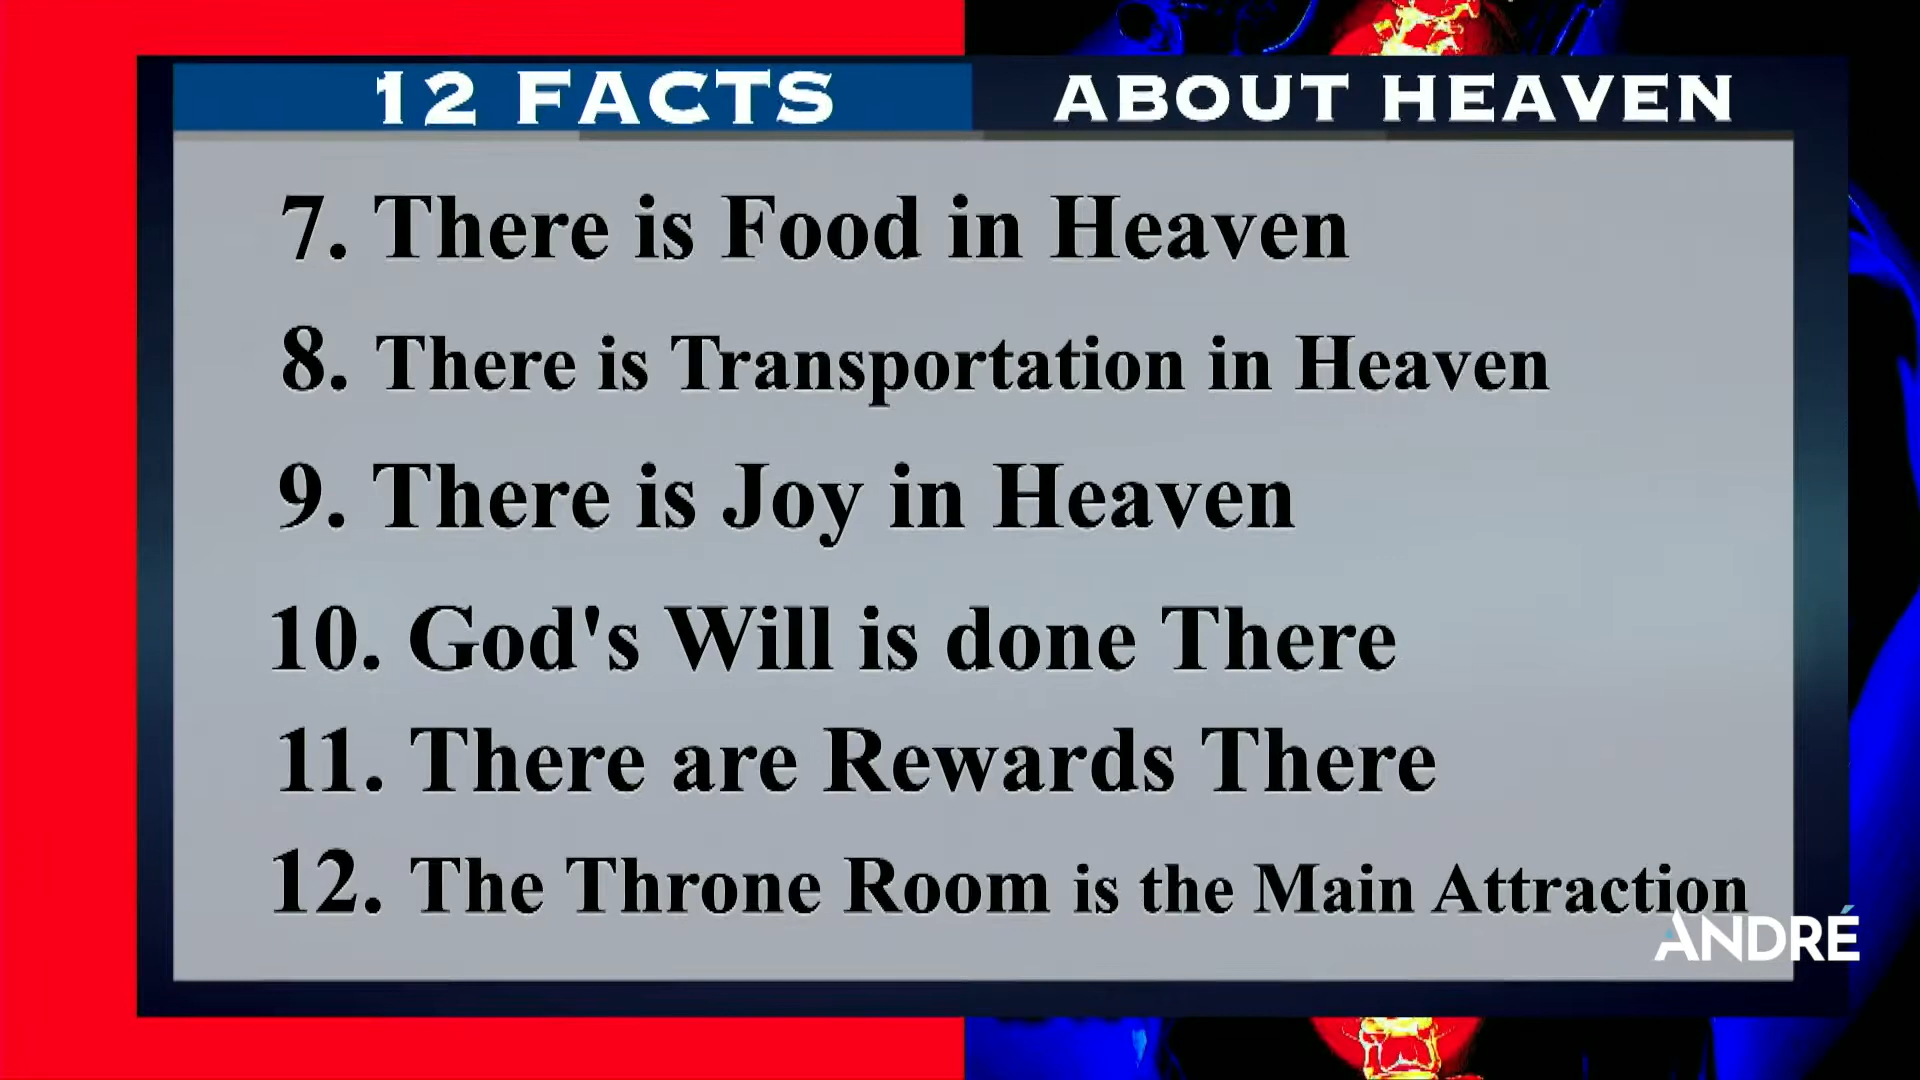 12 FACTS ABOUT HEAVEN
7. There is Food in Heaven
8. There is Transportation in Heaven
9. There is Joy in Heaven
10. God's Will is done There
11. There are Rewards There
12. The Throne Room is the Main Attraction
ANDRÉ